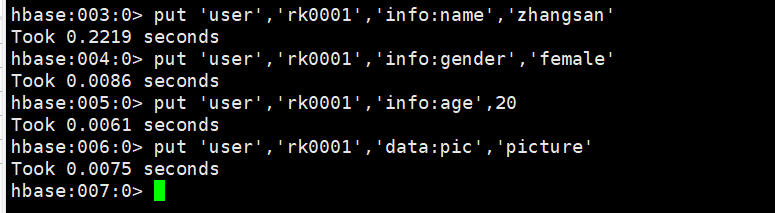 hbase:003:0> put 'user','rk0001','info:name','zhangsan'
Took 0.2219 seconds
hbase:004:0> put 'user','rk0001','info:gender','female'
Took 0.0086 seconds
hbase:005:0> put 'user','rk0001','info:age',20
Took 0.0061 seconds
hbase:006:0> put 'user','rk0001','data:pic','picture'
Took 0.0075 seconds
hbase:007:0>